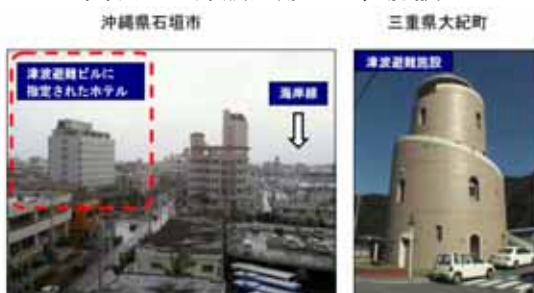 沖縄県石垣市
三重県大紀町
津波避難ビルに
指定されたホテル
海岸線
津波避難施設